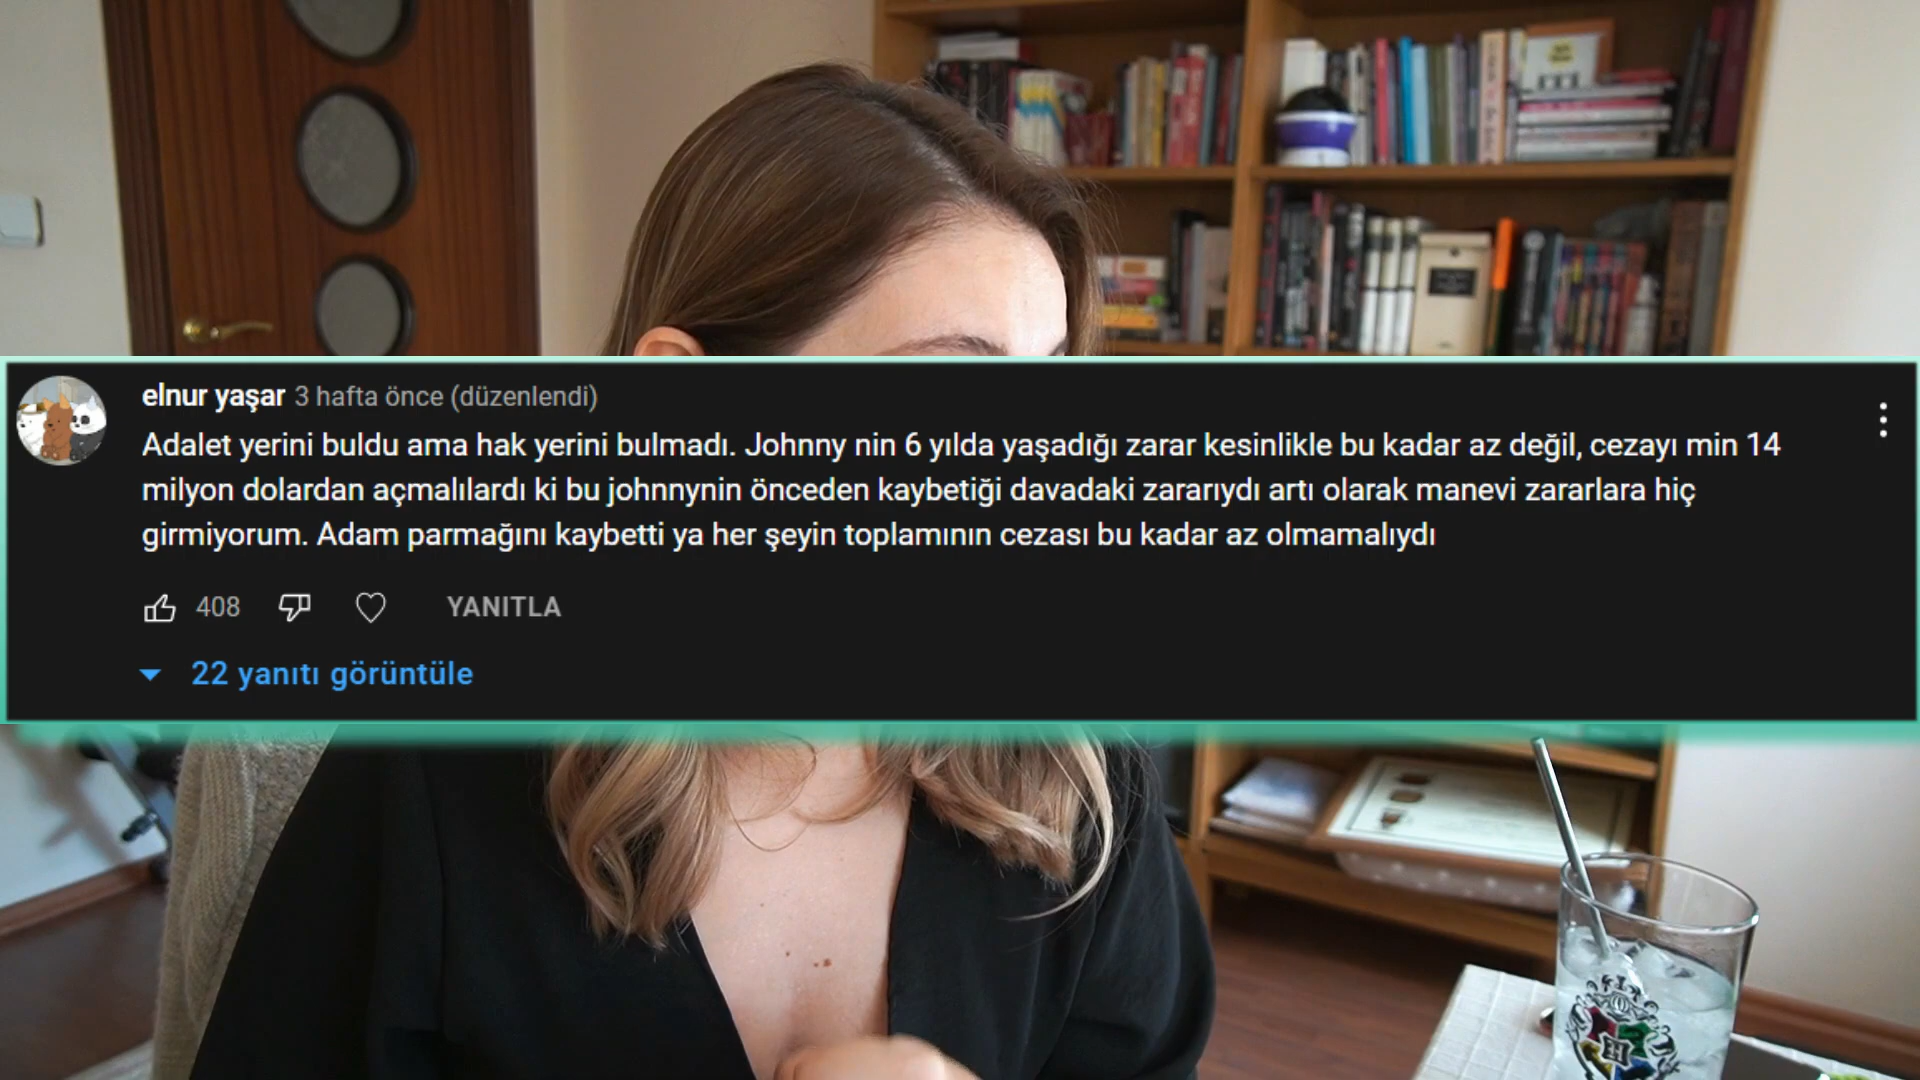 elnur yaşar 3 hafta önce (düzenlendi)
Adalet yerini buldu ama hak yerini bulmadı. Johnny nin 6 yılda yaşadığı zarar kesinlikle bu kadar az değil, cezayı min 14
milyon dolardan açmalılardı ki bu johnnynin önceden kaybetiği davadaki zararıydı artı olarak manevi zararlara hiç
girmiyorum. Adam parmağını kaybetti ya her şeyin toplamının cezası bu kadar az olmamalıydı
408 YANITLA
22 yanıtı görüntüle